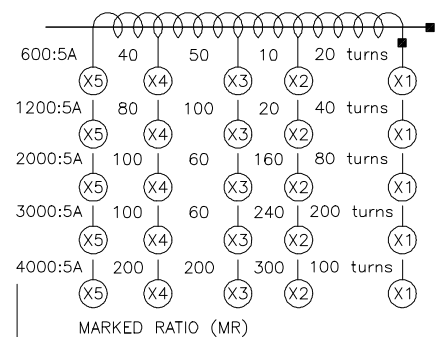 600:5A 40 50 10 20 turns
X5 X4 X3 X2 X1
1200:5A 80 100 20 40 turns
X5 X4 X3 X2 X1
2000:5A 100 60 160 80 turns
X5 X4 X3 X2 X1
3000:5A 100 60 240 200 turns
X5 X4 X3 X2 X1
4000:5A 200 200 300 100 turns
X5 X4 X3 X2 X1
MARKED RATIO (MR)